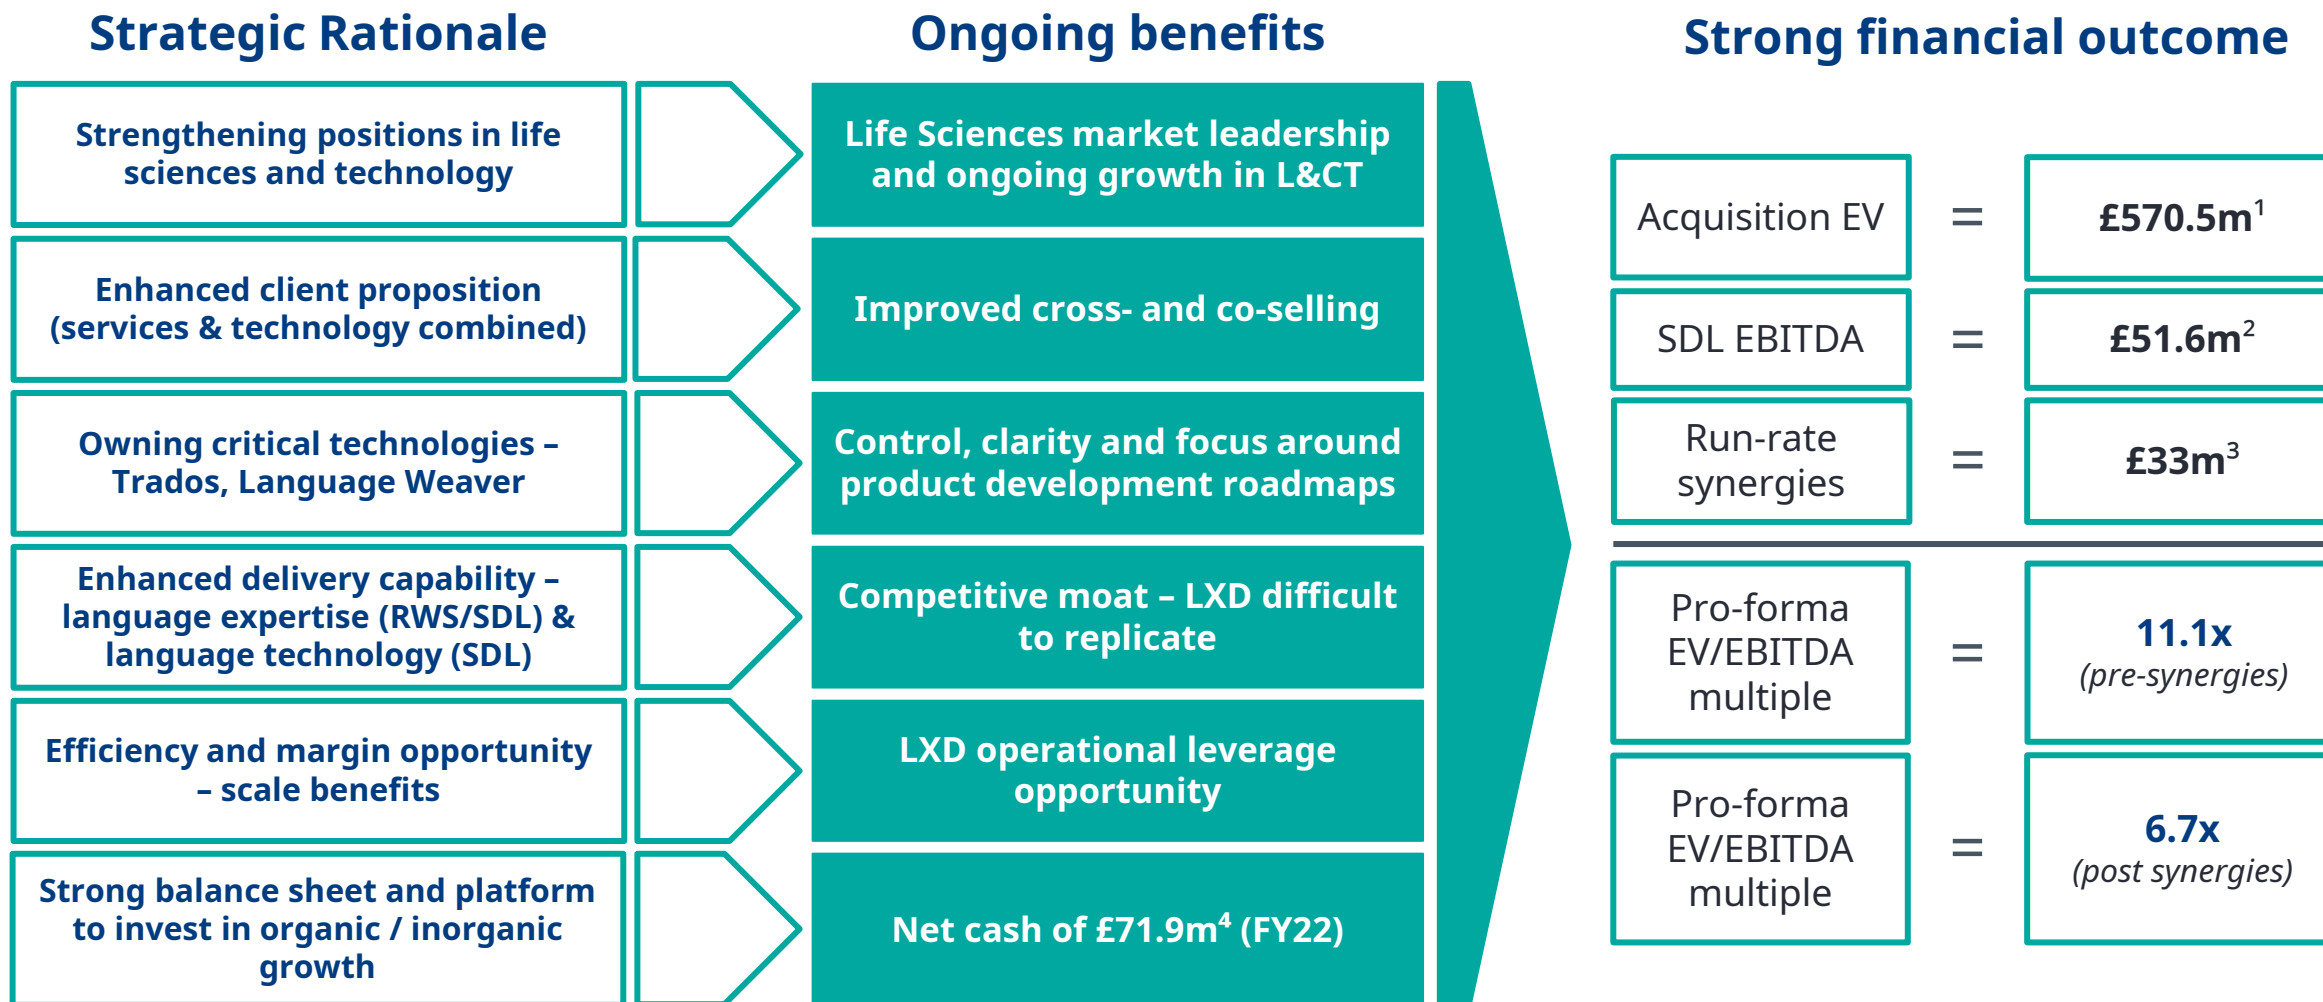 Strategic Rationale
Ongoing benefits
Strong financial outcome
Strengthening positions in life
sciences and technology
Life Sciences market leadership
and ongoing growth in L&CT
Enhanced client proposition
(services & technology combined)
Improved cross- and co-selling
Owning critical technologies –
Trados, Language Weaver
Control, clarity and focus around
product development roadmaps
Enhanced delivery capability –
language expertise (RWS/SDL) &
language technology (SDL)
Competitive moat – LXD difficult
to replicate
Efficiency and margin opportunity
– scale benefits
LXD operational leverage
opportunity
Strong balance sheet and platform
to invest in organic / inorganic
growth
Net cash of £71.9m⁴ (FY22)
Acquisition EV = £570.5m¹
SDL EBITDA = £51.6m²
Run-rate
synergies
= £33m³
Pro-forma
EV/EBITDA
multiple
=
11.1x
(pre-synergies)
Pro-forma
EV/EBITDA
multiple
=
6.7x
(post synergies)